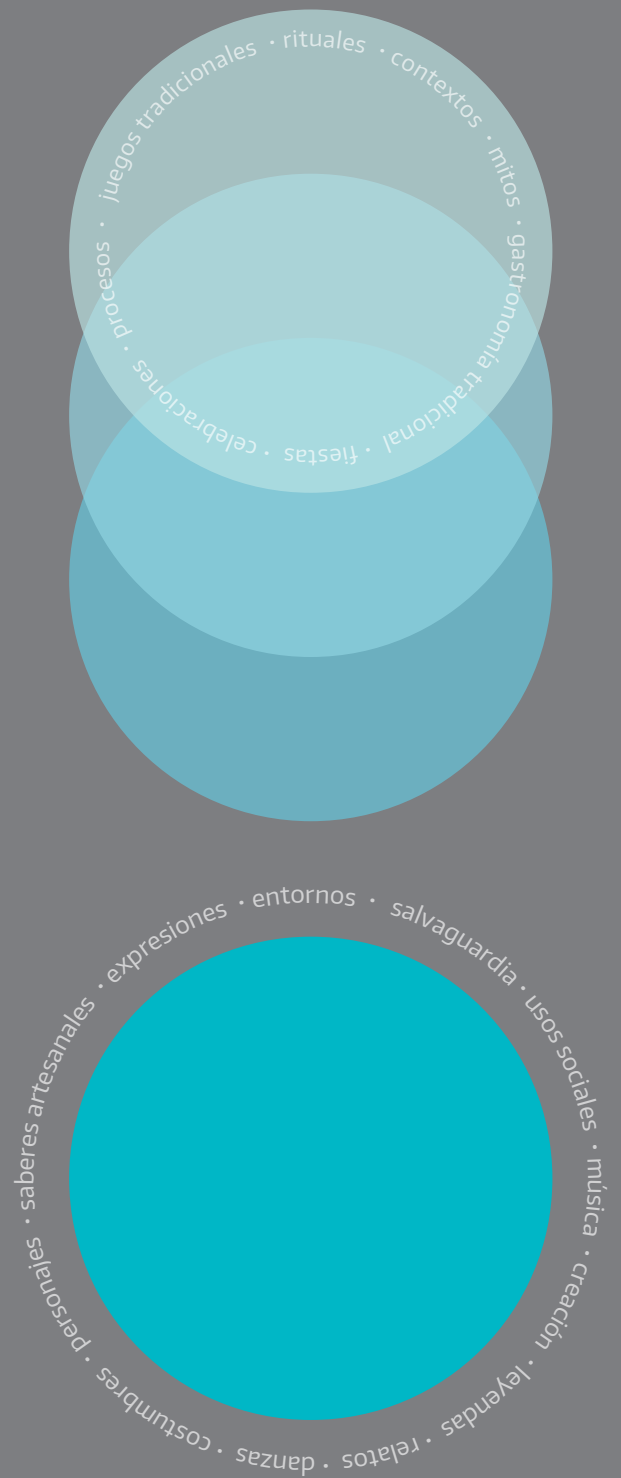 juegos tradicionales · rituales · contextos · mitos · gastronomía tradicional · fiestas · celebraciones · procesos ·
saberes artesanales · expresiones · entornos · salvaguardia · usos sociales · música · creación · leyendas · relatos · danzas · costumbres · personajes ·